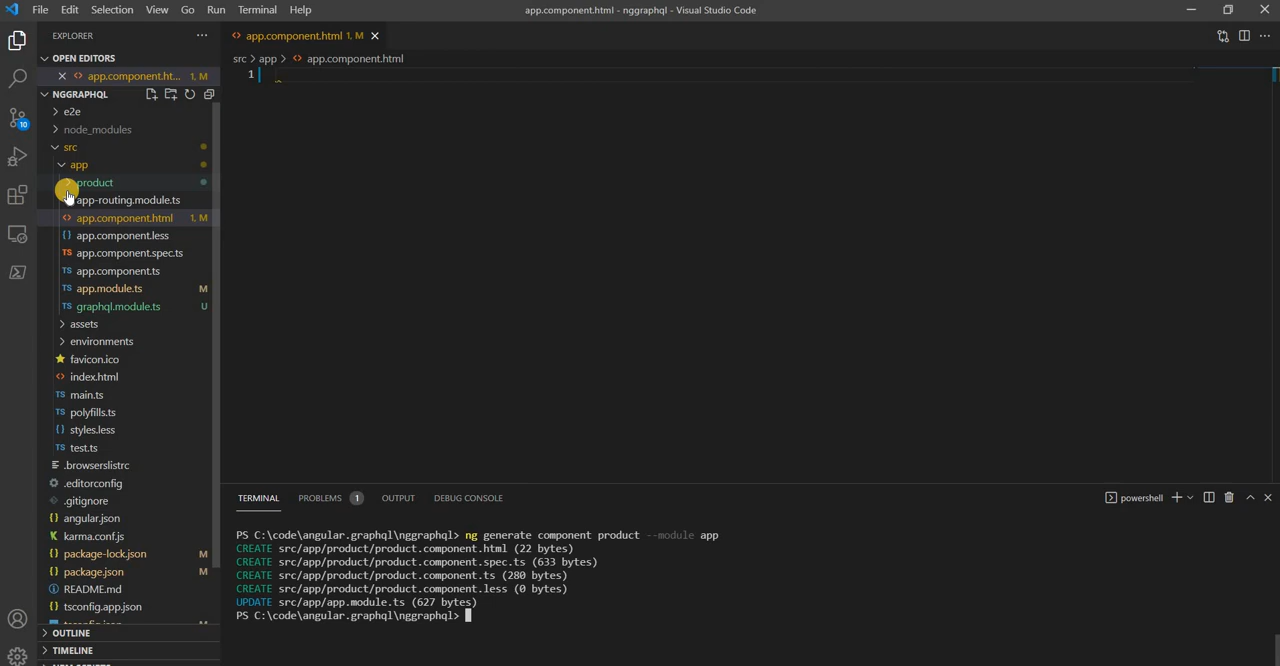 File Edit Selection View Go Run Terminal Help
app.component.html - nggraphql - Visual Studio Code
EXPLORER
app.component.html 1, M
OPEN EDITORS
src > app > app.component.html
app.component.ht... 1, M
1
NGGRAPHQL
e2e
node_modules
10
src
app
product
app-routing.module.ts
app.component.html 1, M
app.component.less
app.component.spec.ts
TS app.component.ts
TS app.module.ts M
TS graphql.module.ts U
assets
environments
favicon.ico
index.html
TS main.ts
TS polyfills.ts
styles.less
TS test.ts
.browserslistrc
.editorconfig
.gitignore
angular.json
karma.conf.js
package-lock.json M
package.json M
README.md
tsconfig.app.json
OUTLINE
TIMELINE
TERMINAL PROBLEMS 1 OUTPUT DEBUG CONSOLE
powershell
PS C:\code\angular.graphql\nggraphql> ng generate component product --module app
CREATE src/app/product/product.component.html (22 bytes)
CREATE src/app/product/product.component.spec.ts (633 bytes)
CREATE src/app/product/product.component.ts (280 bytes)
CREATE src/app/product/product.component.less (0 bytes)
UPDATE src/app/app.module.ts (627 bytes)
PS C:\code\angular.graphql\nggraphql>